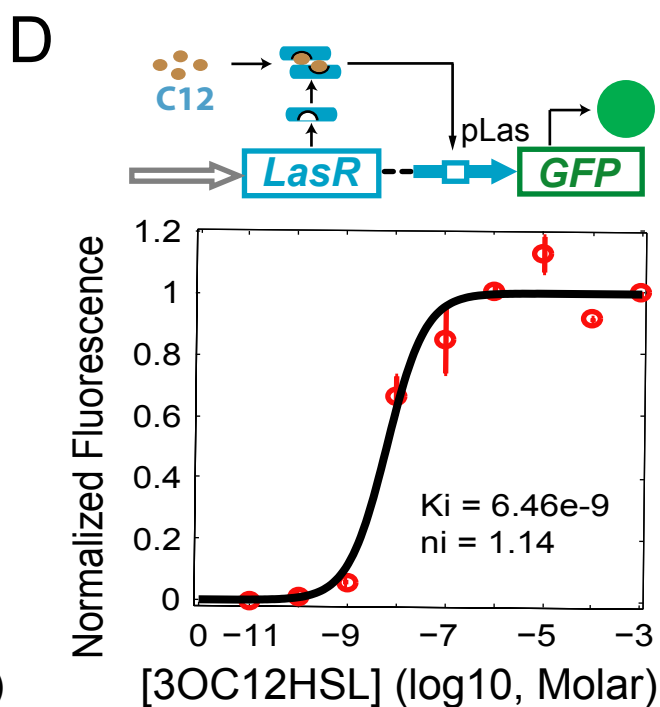 D
C12
pLas
LasR
GFP
Normalized Fluorescence
1.2
1
0.8
0.6
0.4
0.2
0
Ki = 6.46e-9
ni = 1.14
0 −11 −9 −7 −5 −3
[3OC12HSL] (log10, Molar)
)